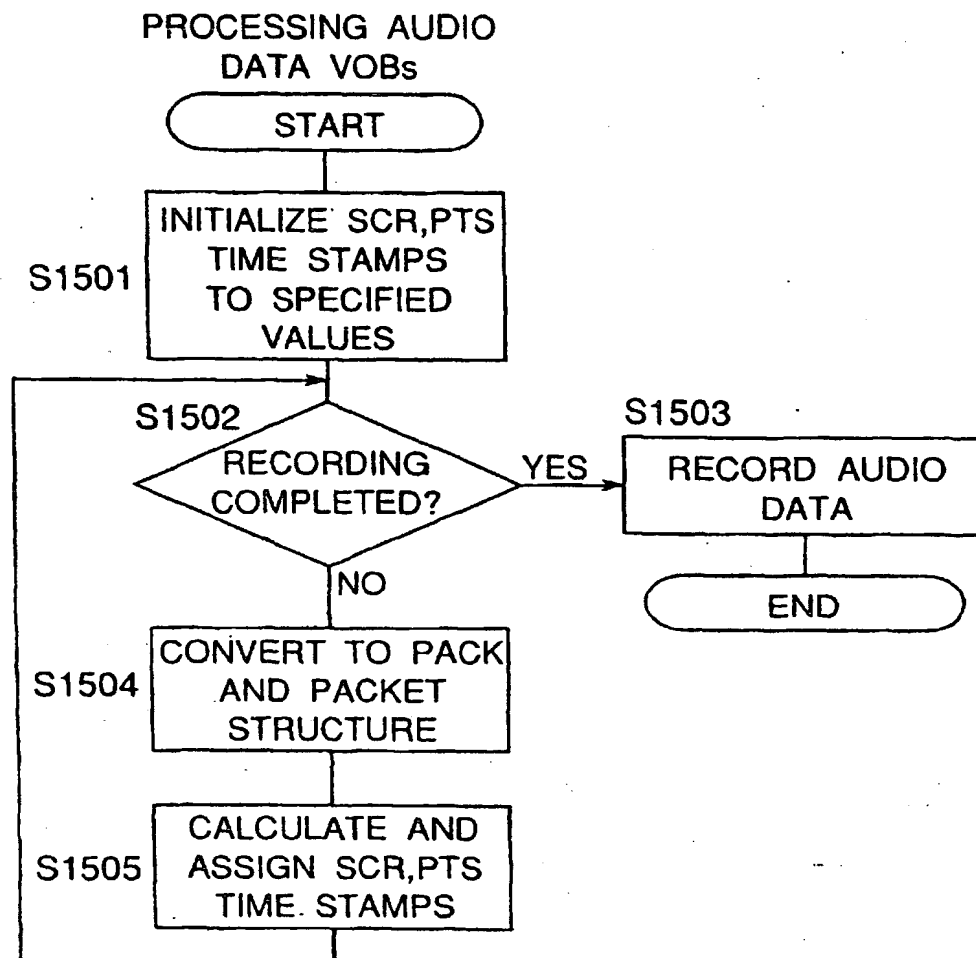 PROCESSING AUDIO
DATA VOBs
START
INITIALIZE SCR,PTS
TIME STAMPS
TO SPECIFIED
VALUES
S1501
S1502
RECORDING
COMPLETED?
YES
S1503
RECORD AUDIO
DATA
END
NO
S1504
CONVERT TO PACK
AND PACKET
STRUCTURE
S1505
CALCULATE AND
ASSIGN SCR,PTS
TIME. STAMPS